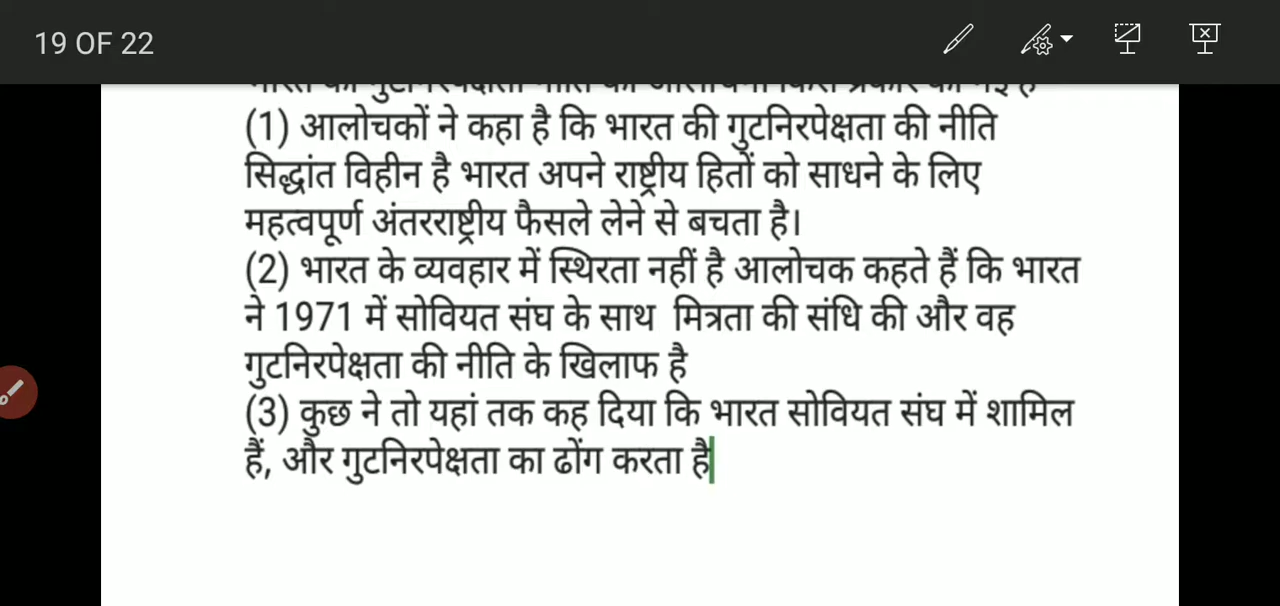 19 OF 22
(1) आलोचकों ने कहा है कि भारत की गुटनिरपेक्षता की नीति
सिद्धांत विहीन है भारत अपने राष्ट्रीय हितों को साधने के लिए
महत्वपूर्ण अंतरराष्ट्रीय फैसले लेने से बचता है।
(2) भारत के व्यवहार में स्थिरता नहीं है आलोचक कहते हैं कि भारत
ने 1971 में सोवियत संघ के साथ मित्रता की संधि की और वह
गुटनिरपेक्षता की नीति के खिलाफ है
(3) कुछ ने तो यहां तक कह दिया कि भारत सोवियत संघ में शामिल
हैं, और गुटनिरपेक्षता का ढोंग करता है